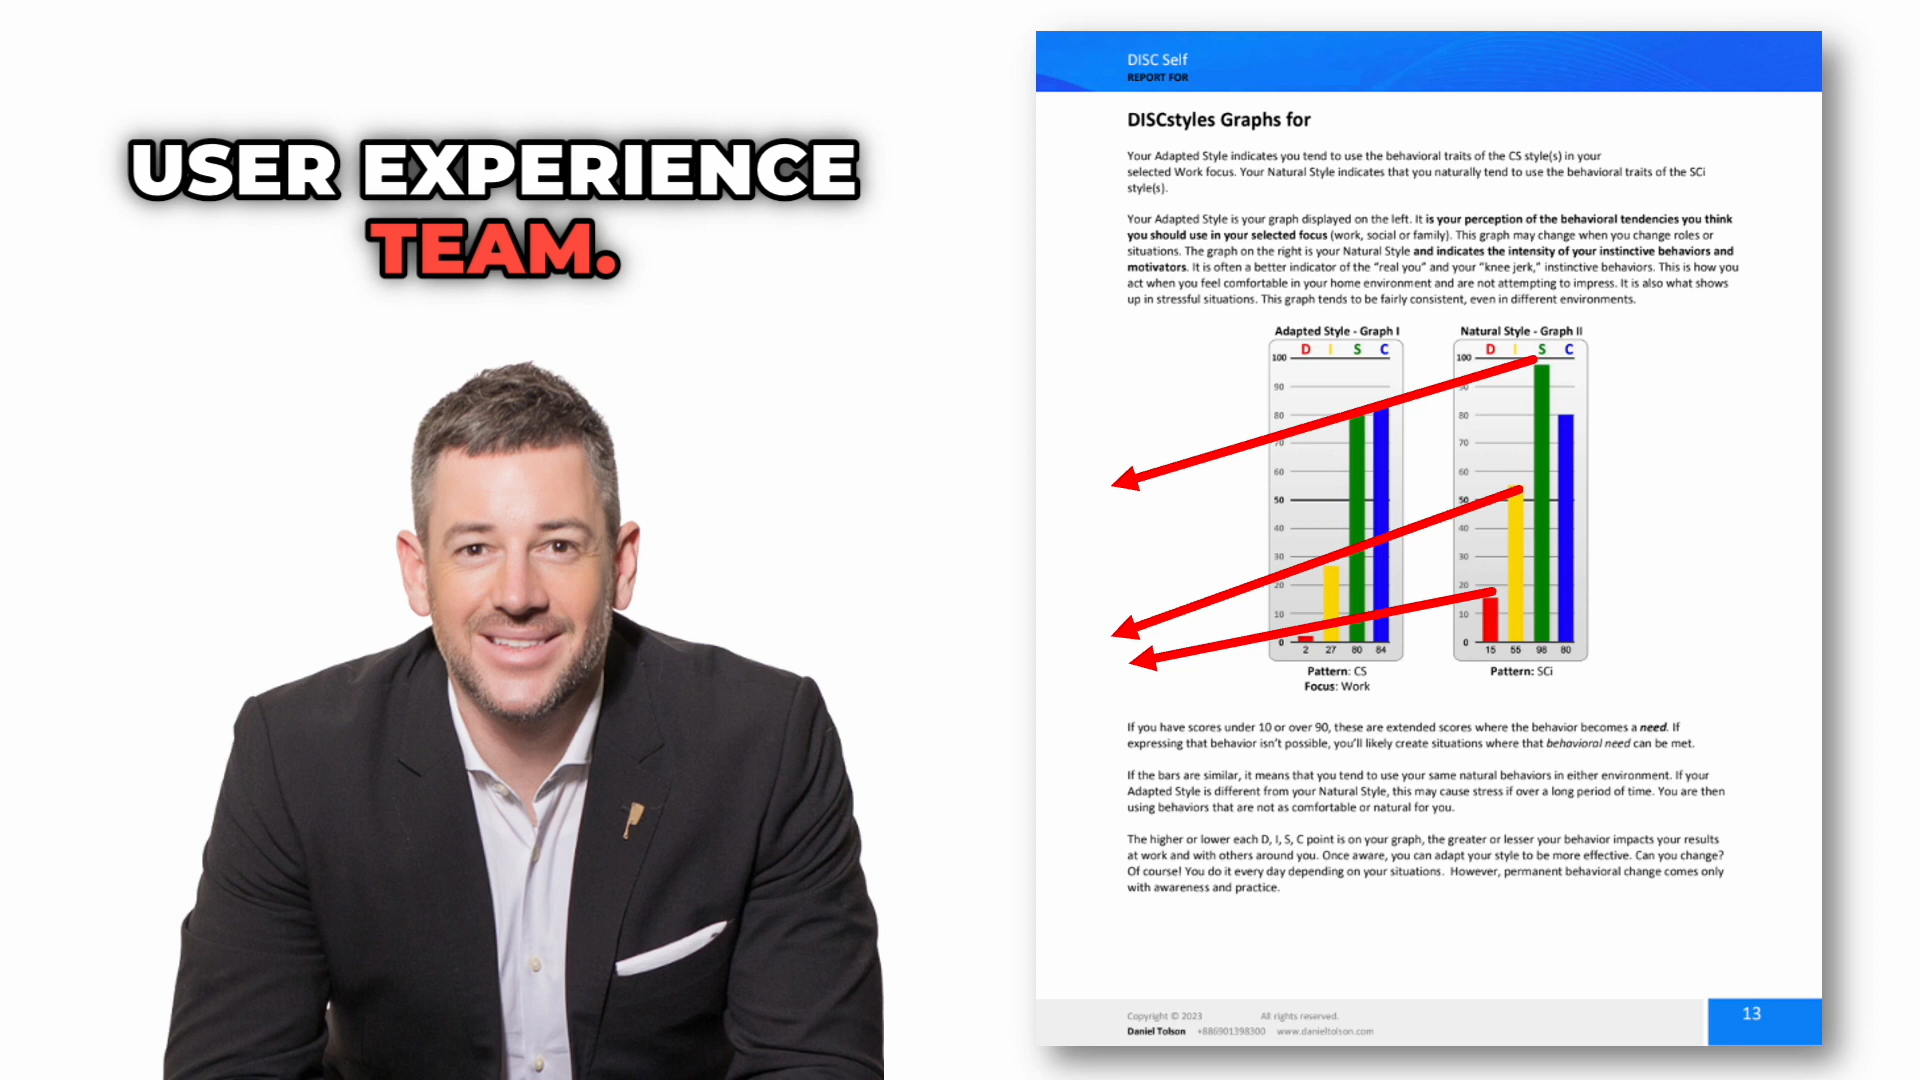 USER EXPERIENCE
TEAM.
DISC Self
REPORT FOR
DISCstyles Graphs for
Your Adapted Style indicates you tend to use the behavioral traits of the CS style(s) in your
selected Work focus. Your Natural Style indicates that you naturally tend to use the behavioral traits of the SCi
style(s).
Your Adapted Style is your graph displayed on the left. It is your perception of the behavioral tendencies you think
you should use in your selected focus (work, social or family). This graph may change when you change roles or
situations. The graph on the right is your Natural Style and indicates the intensity of your instinctive behaviors and
motivators. It is often a better indicator of the “real you” and your “knee jerk,” instinctive behaviors. This is how you
act when you feel comfortable in your home environment and are not attempting to impress. It is also what shows
up in stressful situations. This graph tends to be fairly consistent, even in different environments.
Adapted Style - Graph I
D I S C
100
90
80
70
60
50
40
30
20
10
0
2 27 80 84
Pattern: CS
Focus: Work
Natural Style - Graph II
D I S C
100
90
80
70
60
50
40
30
20
10
0
15 55 98 80
Pattern: SCi
If you have scores under 10 or over 90, these are extended scores where the behavior becomes a need. If
expressing that behavior isn’t possible, you’ll likely create situations where that behavioral need can be met.
If the bars are similar, it means that you tend to use your same natural behaviors in either environment. If your
Adapted Style is different from your Natural Style, this may cause stress if over a long period of time. You are then
using behaviors that are not as comfortable or natural for you.
The higher or lower each D, I, S, C point is on your graph, the greater or lesser your behavior impacts your results
at work and with others around you. Once aware, you can adapt your style to be more effective. Can you change?
Of course! You do it every day depending on your situations. However, permanent behavioral change comes only
with awareness and practice.
Copyright © 2023 All rights reserved.
Daniel Tolson +886901398300 www.danieltolson.com
13